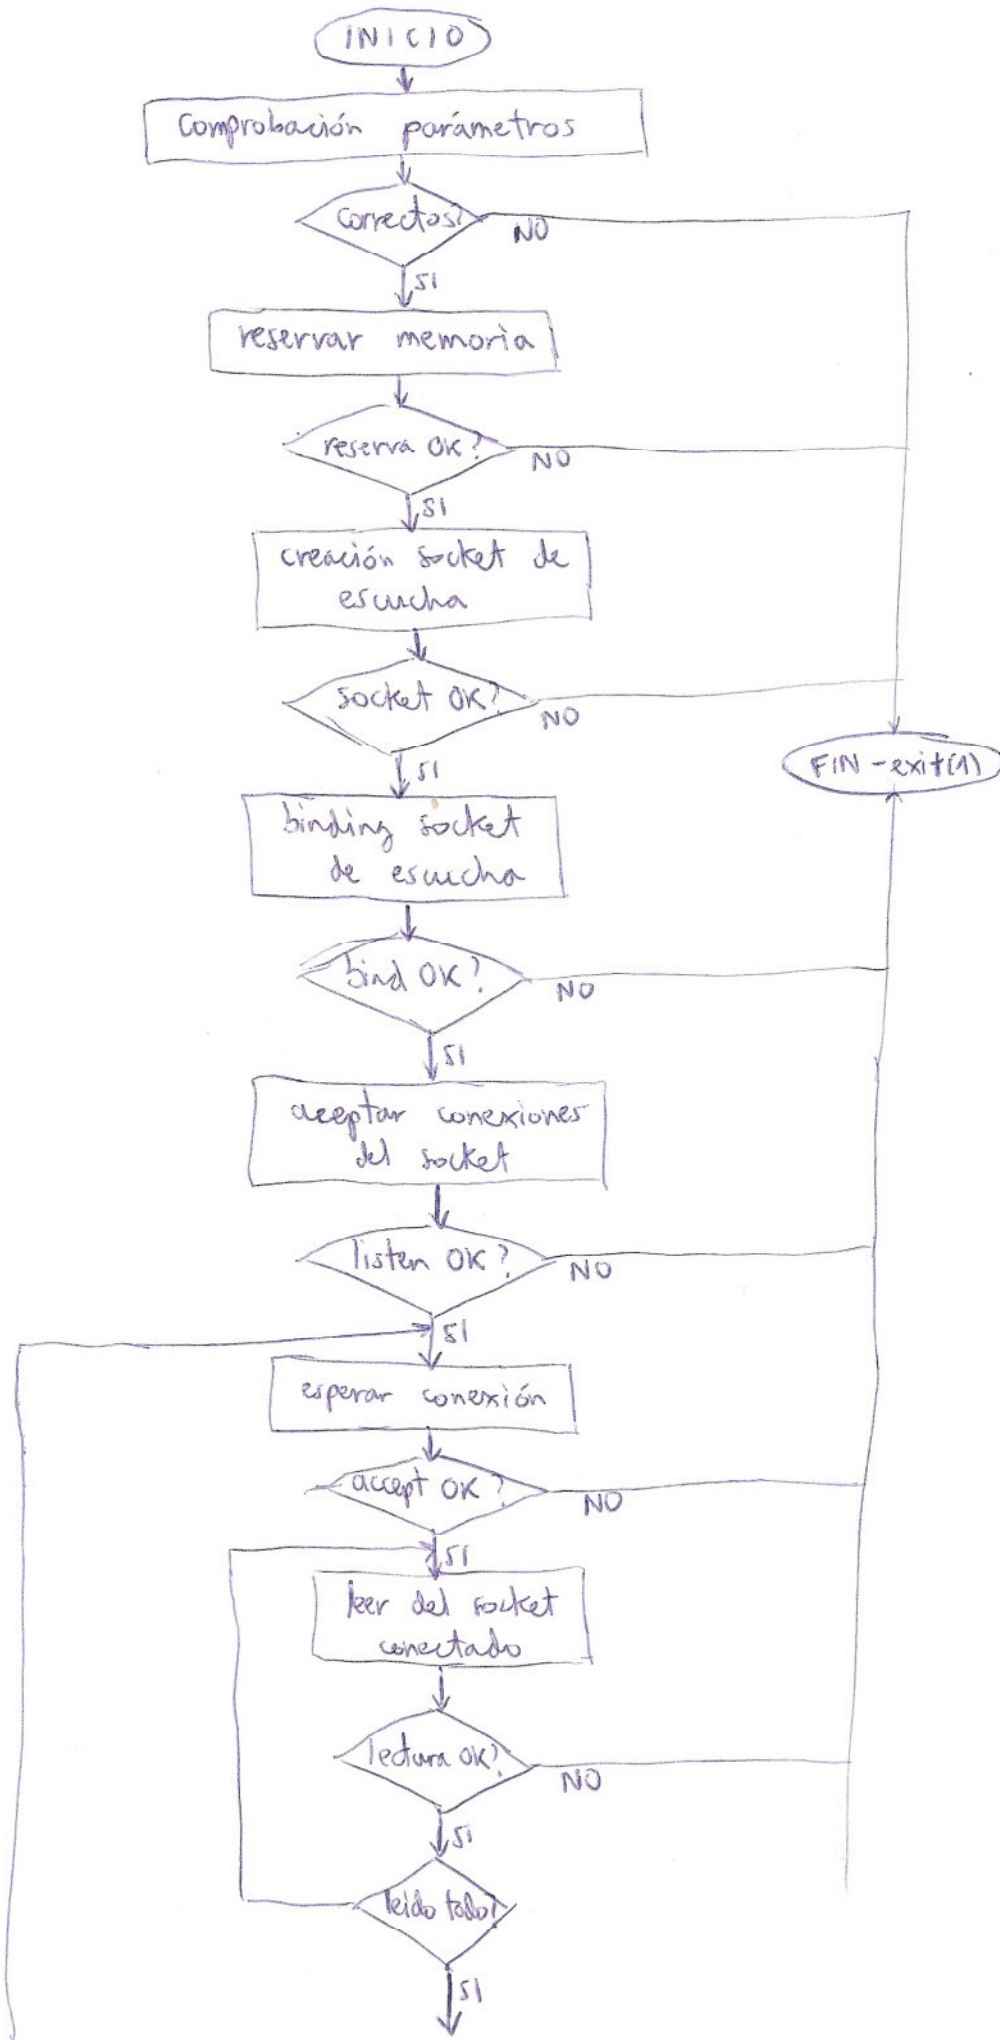 INICIO
Comprobación parámetros
correctos?
NO
SI
reservar memoria
reserva OK?
NO
SI
creación socket de
escucha
socket OK?
NO
SI
FIN - exit(1)
binding socket
de escucha
bind OK?
NO
SI
aceptar conexiones
del socket
listen OK?
NO
SI
esperar conexión
accept OK?
NO
SI
leer del socket
conectado
lectura OK?
NO
SI
leido todo?
SI